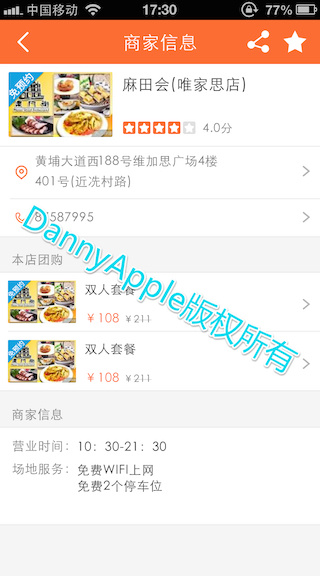 中国移动 17:30 77%
商家信息
免预约
麻田会(唯家思店)
4.0分
黄埔大道西188号维加思广场4楼
401号(近冼村路)
87587995
DannyApple版权所有
本店团购
免预约
双人套餐
￥108 ￥211
免预约
双人套餐
￥108 ￥211
商家信息
营业时间： 10：30-21：30
场地服务： 免费WIFI上网
免费2个停车位